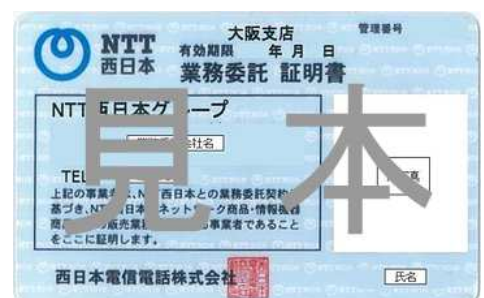 大阪支店
管理番号
NTT
西日本
有効期限 年 月 日
業務委託 証明書
NTT西日本グループ
会社名
TEL
上記の事業者は、NTT西日本との業務委託契約に
基づき、NTT西日本のネットワーク商品・情報機器
商品の販売業務 事業者であること
をここに証明します。
見本
西日本電信電話株式会社
氏名